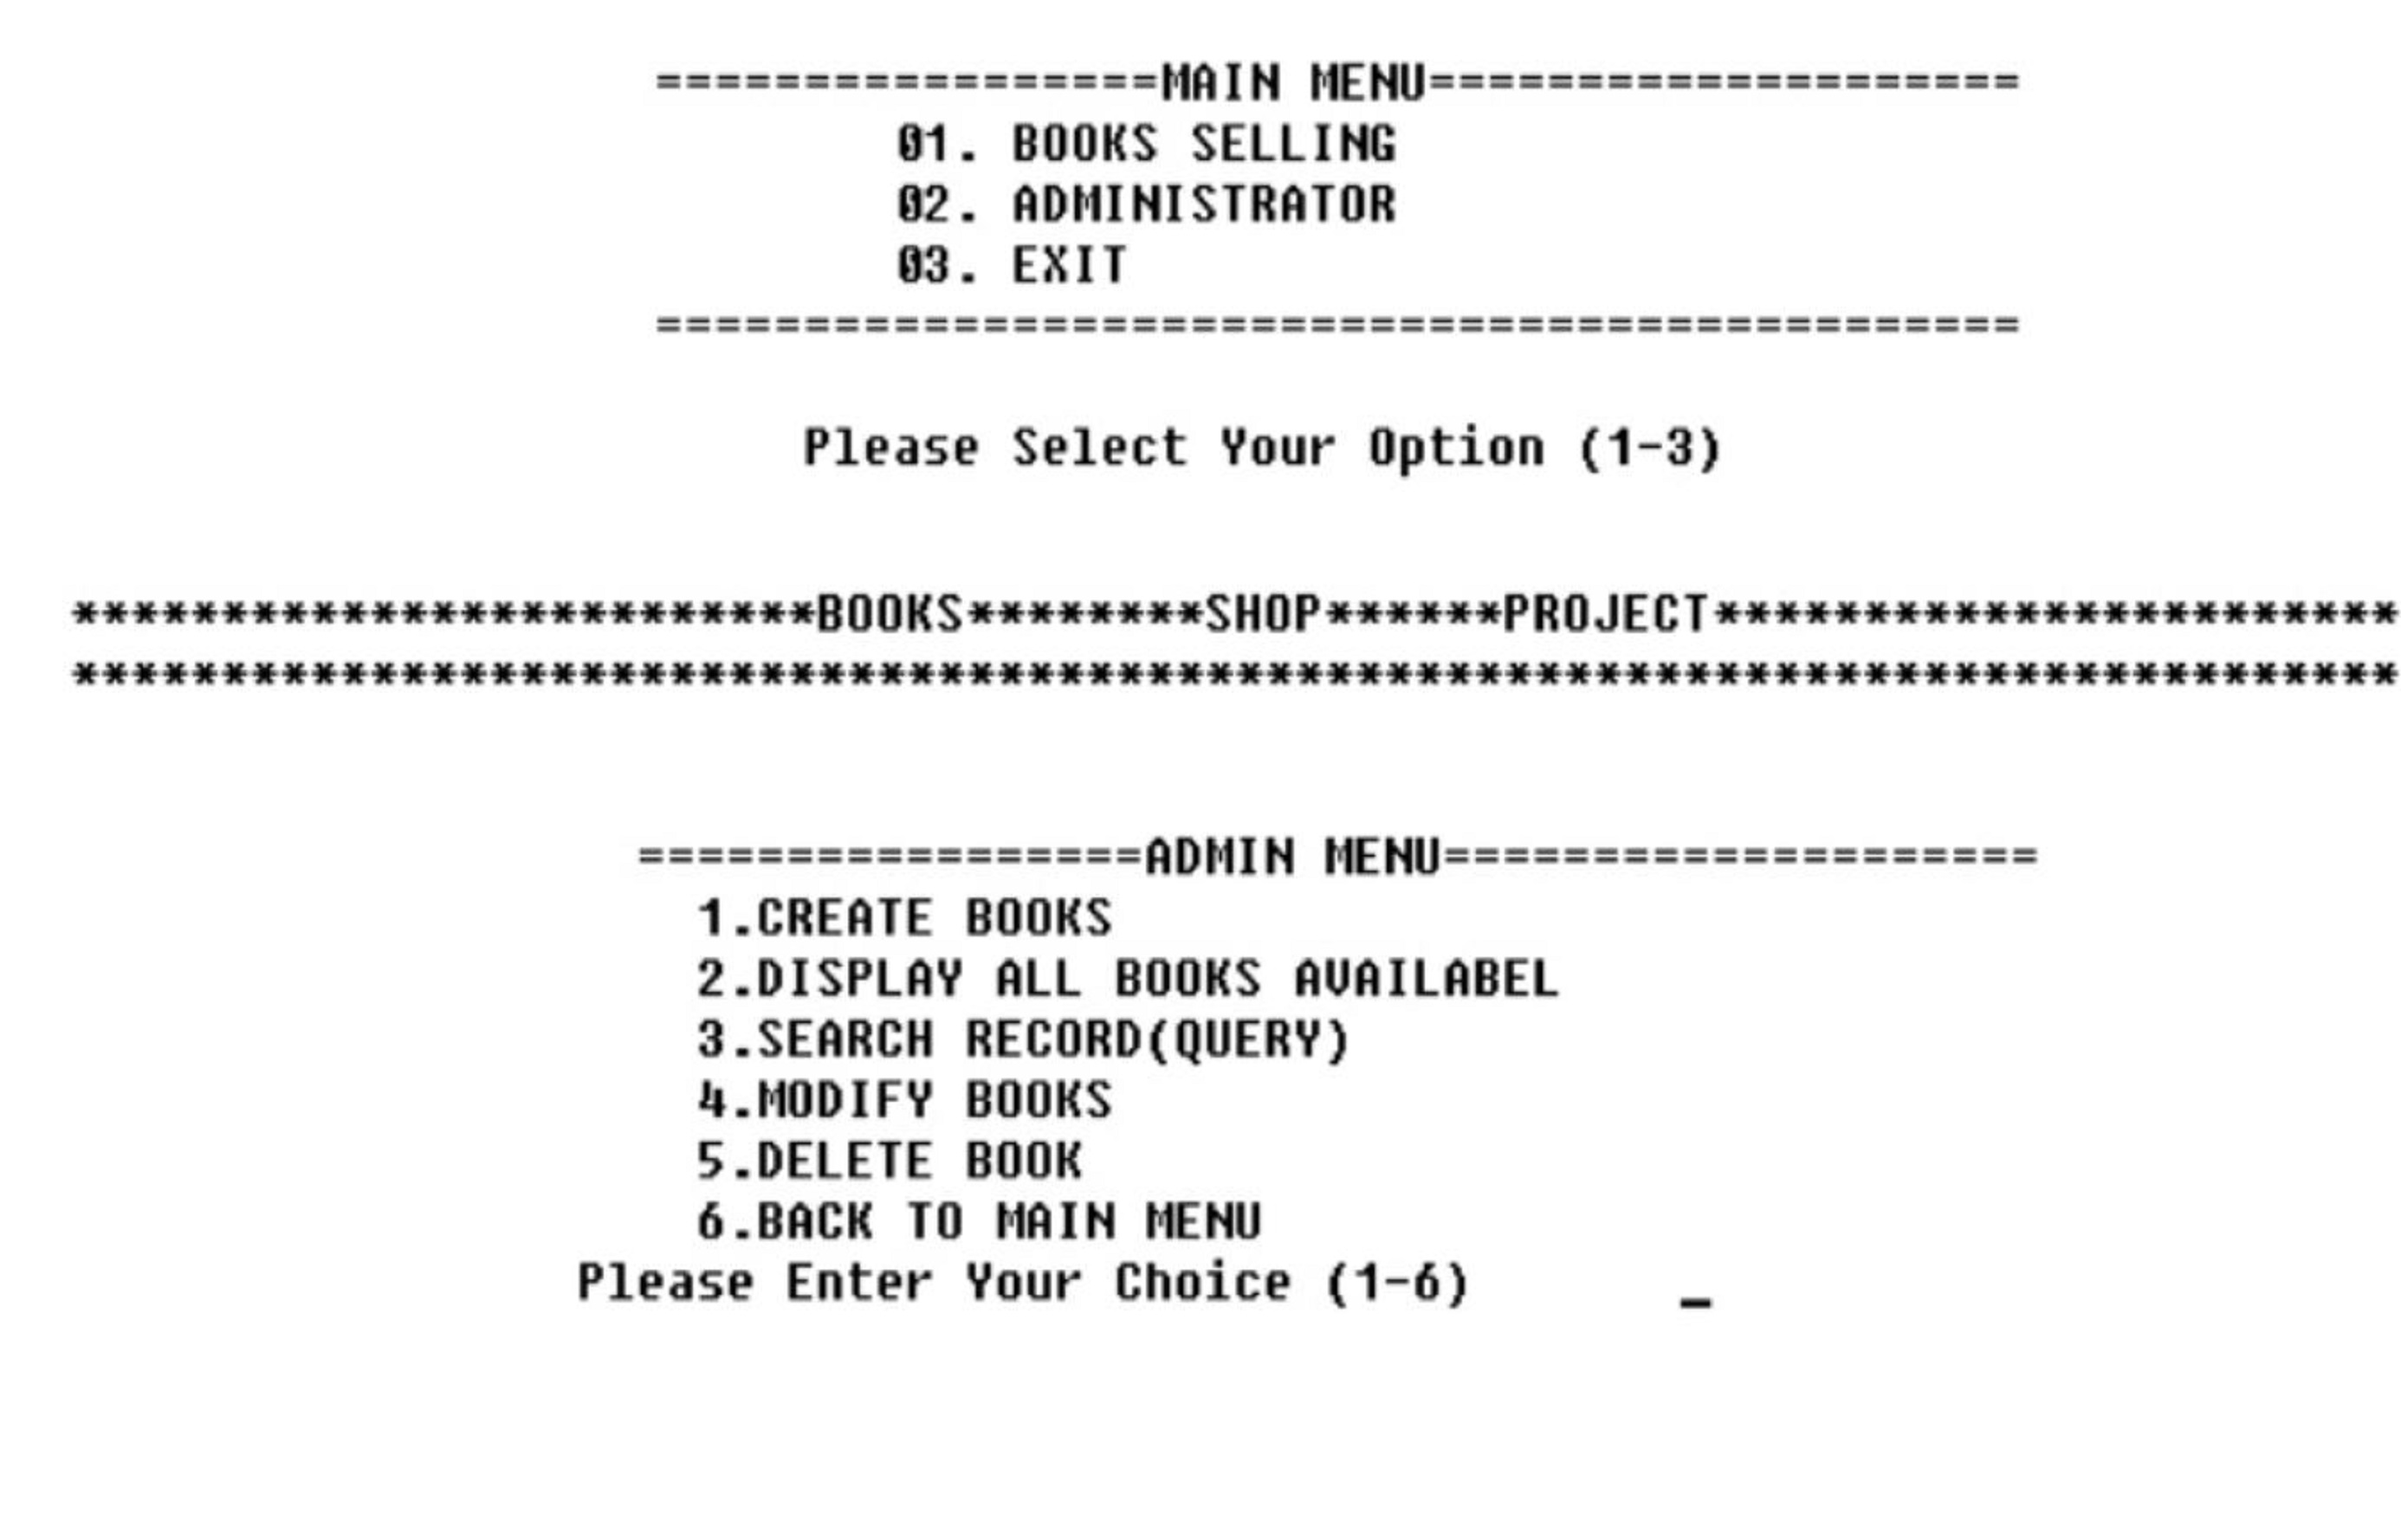 =================MAIN MENU====================
01. BOOKS SELLING
02. ADMINISTRATOR
03. EXIT
==============================================
Please Select Your Option (1-3)
*************************BOOKS********SHOP******PROJECT***********************
******************************************************************************
=================ADMIN MENU====================
1.CREATE BOOKS
2.DISPLAY ALL BOOKS AVAILABEL
3.SEARCH RECORD(QUERY)
4.MODIFY BOOKS
5.DELETE BOOK
6.BACK TO MAIN MENU
Please Enter Your Choice (1-6) _